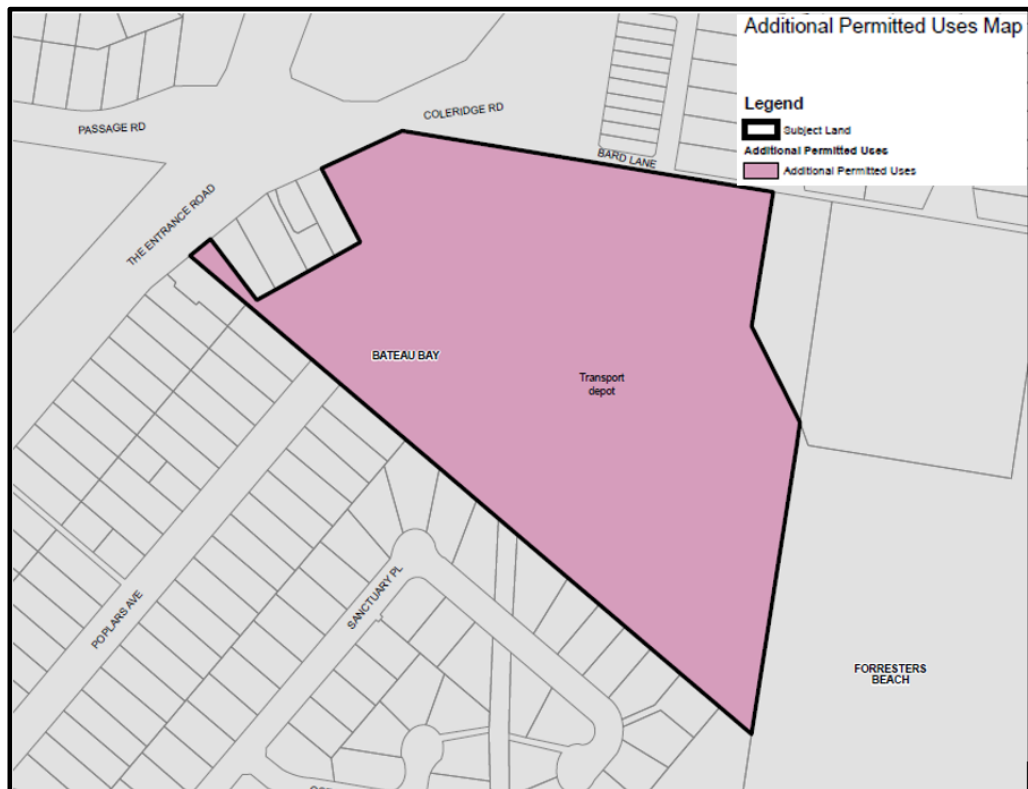 Additional Permitted Uses Map
Legend
Subject Land
Additional Permitted Uses
Additional Permitted Uses
COLERIDGE RD
PASSAGE RD
BARD LANE
THE ENTRANCE ROAD
BATEAU BAY
Transport
depot
SANCTUARY PL
POPLARS AVE
FORRESTERS
BEACH